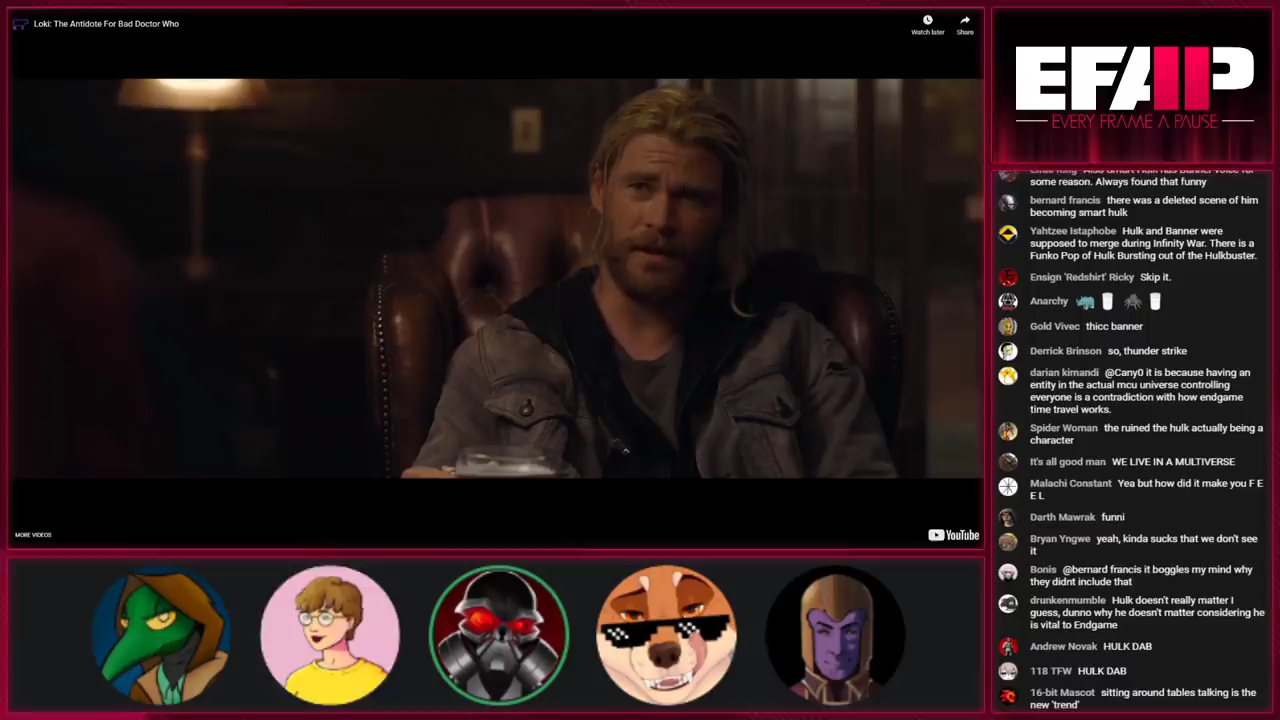 Loki: The Antidote For Bad Doctor Who
Watch later
Share
MORE VIDEOS
YouTube
EFAP
EVERY FRAME A PAUSE
some reason. Always found that funny
bernard francis there was a deleted scene of him
becoming smart hulk
Yahtzee Istaphobe Hulk and Banner were
supposed to merge during Infinity War. There is a
Funko Pop of Hulk Bursting out of the Hulkbuster.
Ensign 'Redshirt' Ricky Skip it.
Anarchy
Gold Vivec thicc banner
Derrick Brinson so, thunder strike
darian kimandi @Cany0 it is because having an
entity in the actual mcu universe controlling
everyone is a contradiction with how endgame
time travel works.
Spider Woman the ruined the hulk actually being a
character
It's all good man WE LIVE IN A MULTIVERSE
Malachi Constant Yea but how did it make you F E
E L
Darth Mawrak funni
Bryan Yngwe yeah, kinda sucks that we don't see
it
Bonis @bernard francis it boggles my mind why
they didnt include that
drunkenmumble Hulk doesn't really matter I
guess, dunno why he doesn't matter considering he
is vital to Endgame
Andrew Novak HULK DAB
118 TFW HULK DAB
16-bit Mascot sitting around tables talking is the
new 'trend'